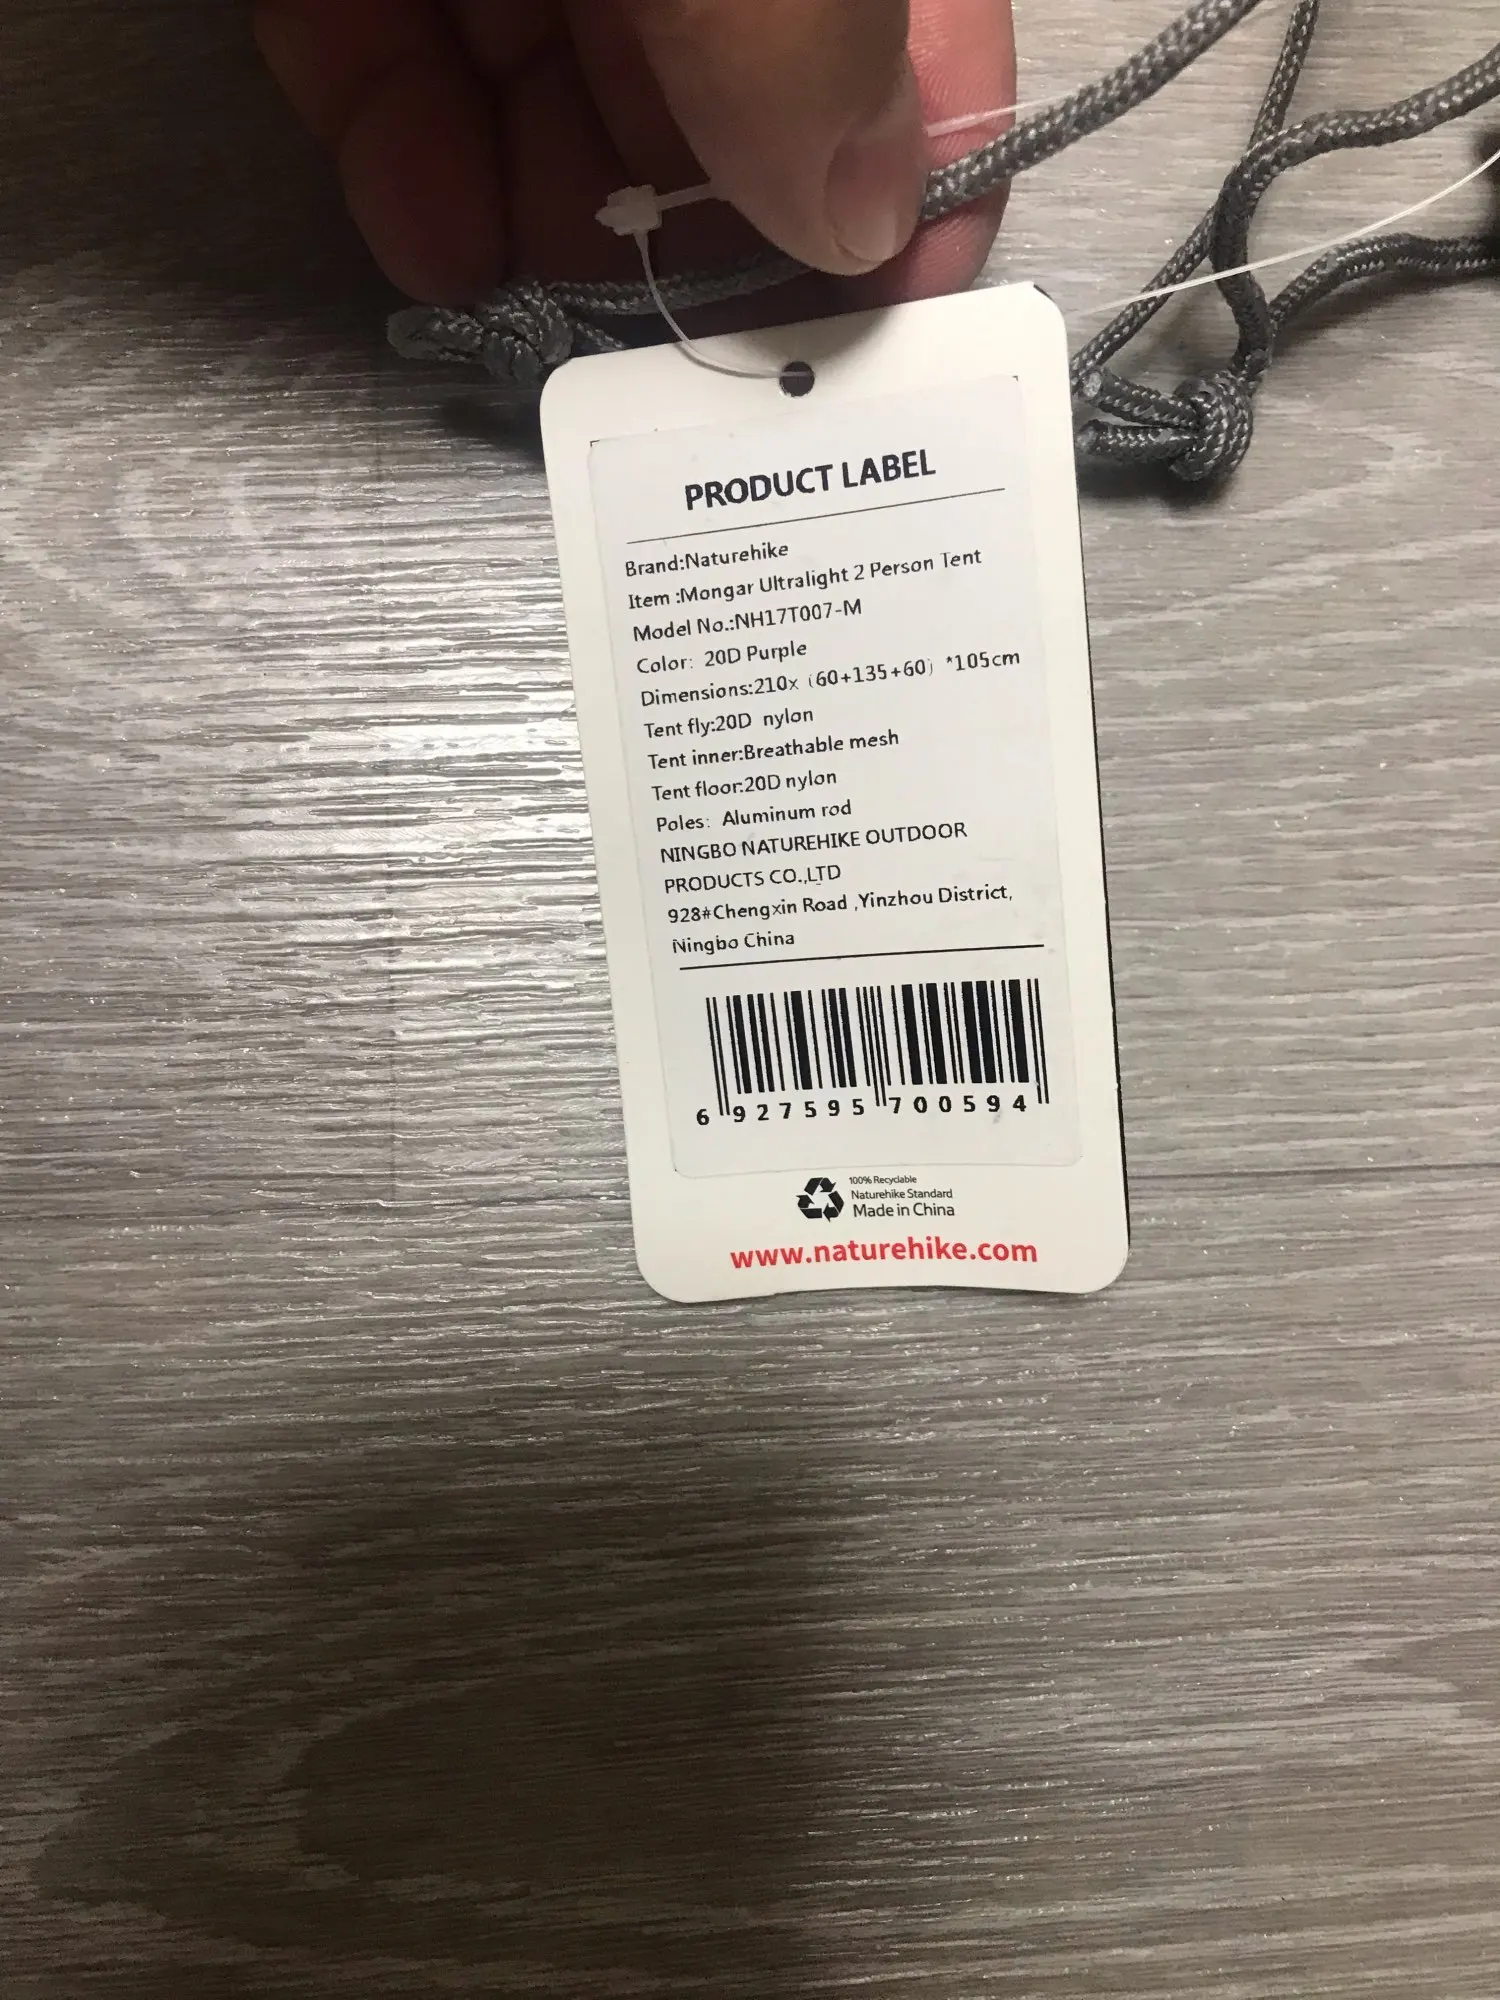 PRODUCT LABEL
Brand:Naturehike
Item :Mongar Ultralight 2 Person Tent
Model No.:NH17T007-M
Color:  20D Purple
Dimensions:210x（60+135+60）*105cm
Tent fly:20D  nylon
Tent inner:Breathable mesh
Tent floor:20D nylon
Poles:  Aluminum rod
NINGBO NATUREHIKE OUTDOOR
PRODUCTS CO.,LTD
928#Chengxin Road ,Yinzhou District,
Ningbo China
6 927595 700594
100% Recyclable
Naturehike Standard
Made in China
www.naturehike.com